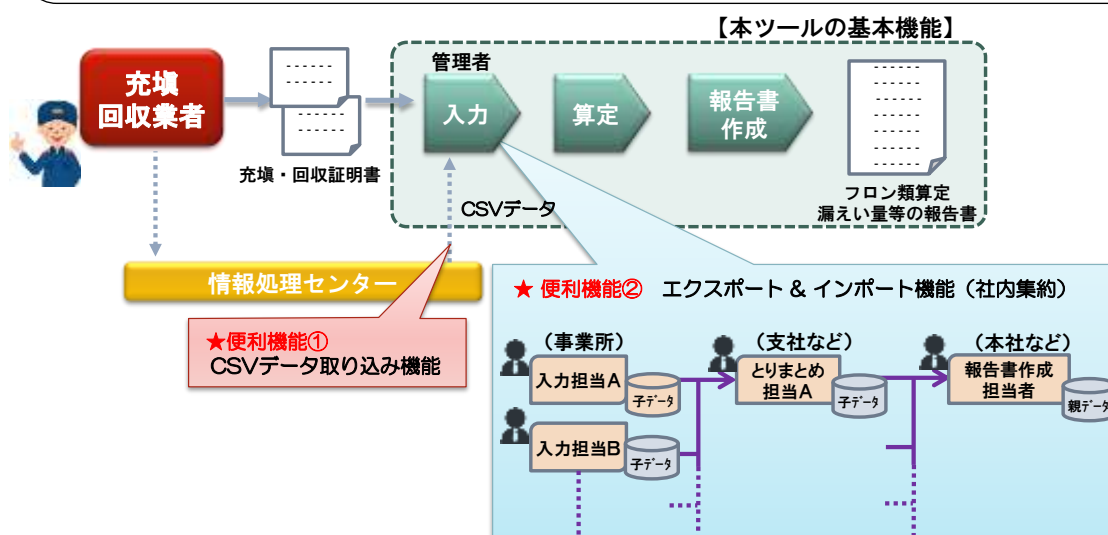 【本ツールの基本機能】
充塡
回収業者
充塡・回収証明書
管理者
入力
算定
報告書
作成
フロン類算定
漏えい量等の報告書
CSVデータ
情報処理センター
★便利機能①
CSVデータ取り込み機能
★ 便利機能② エクスポート & インポート機能（社内集約）
（事業所）
（支社など）
（本社など）
入力担当A
子データ
とりまとめ
担当A
子データ
報告書作成
担当者
親データ
入力担当B
子データ